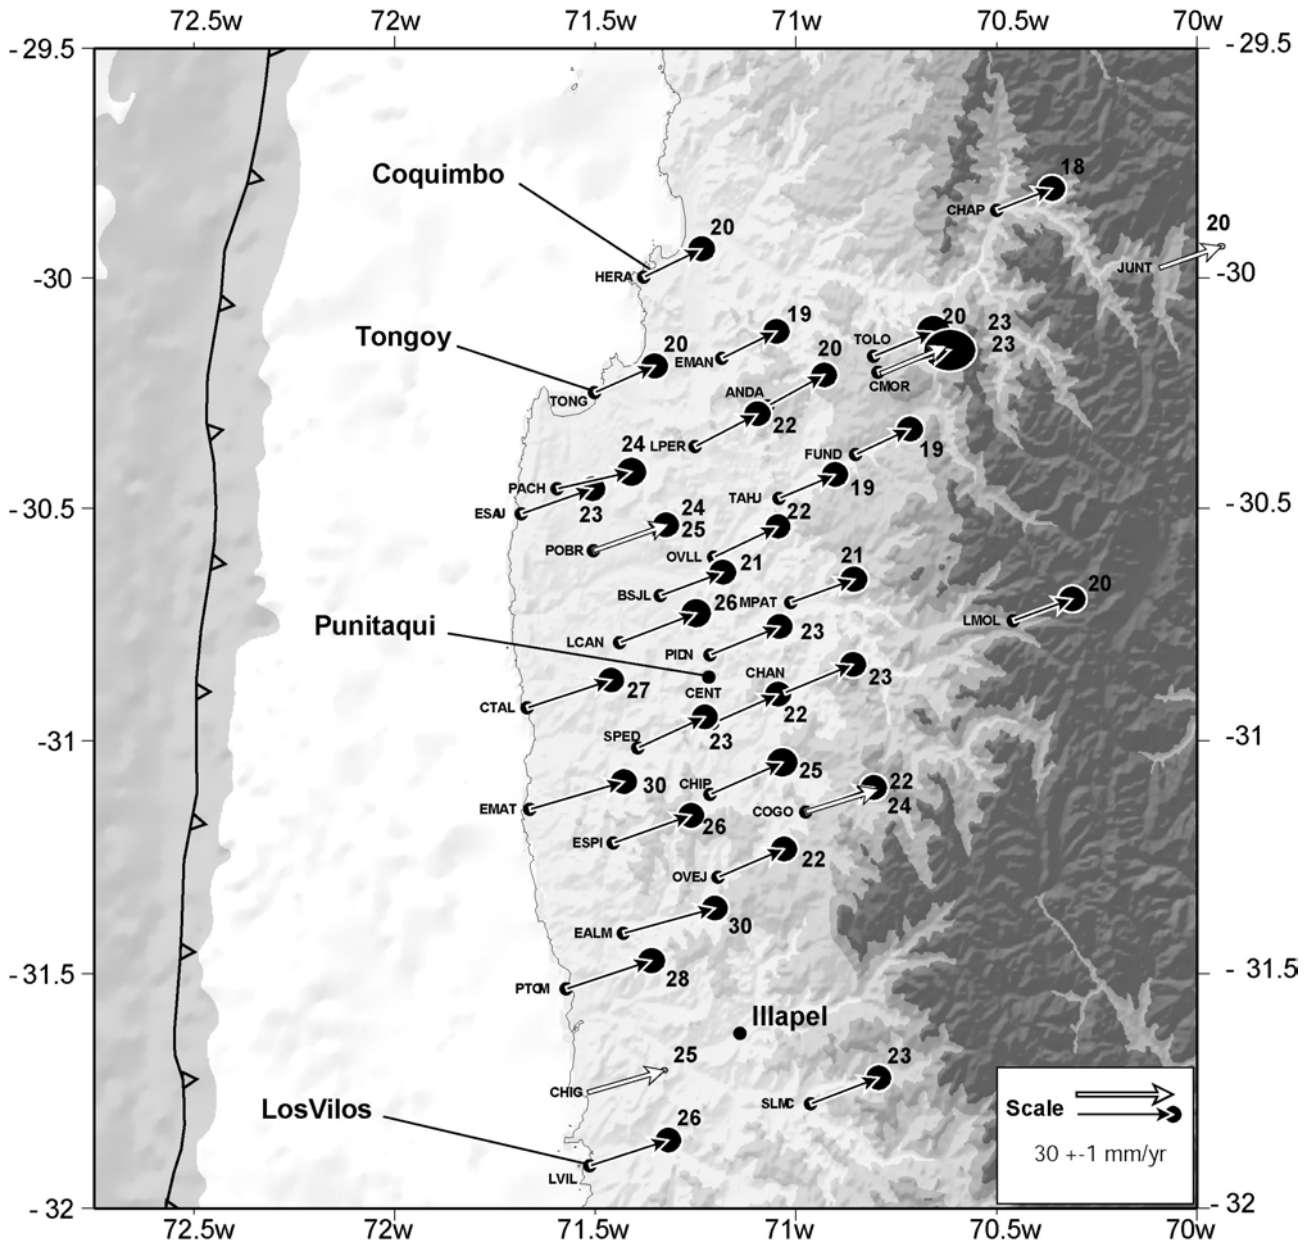 72.5w 72w 71.5w 71w 70.5w 70w
-29.5 -29.5
Coquimbo
18
CHAP
20
20
JUNT
HERA
-30 -30
Tongoy
19
20 23
TOLO
23
20
EMAN
20
CMOR
TONG
ANDA
22
24
LPER
FUND
19
PACH
TAHU
19
-30.5 -30.5
ESAJ
23
24
22
25
POBR
OVLL
21
21
BSJL
26
MPAT
20
LMOL
Punitaqui
LCAN
PIDN
23
CHAN
23
27
CENT
CTAL
22
SPED
23
-31 -31
25
30
CHIP
22
EMAT
COGO
24
26
ESPI
22
OVEJ
30
EALM
-31.5 -31.5
28
PTOM
Illapel
25
23
CHIG
SLMC
LosVilos
26
Scale
30 +-1 mm/yr
LVIL
-32 -32
72.5w 72w 71.5w 71w 70.5w 70w